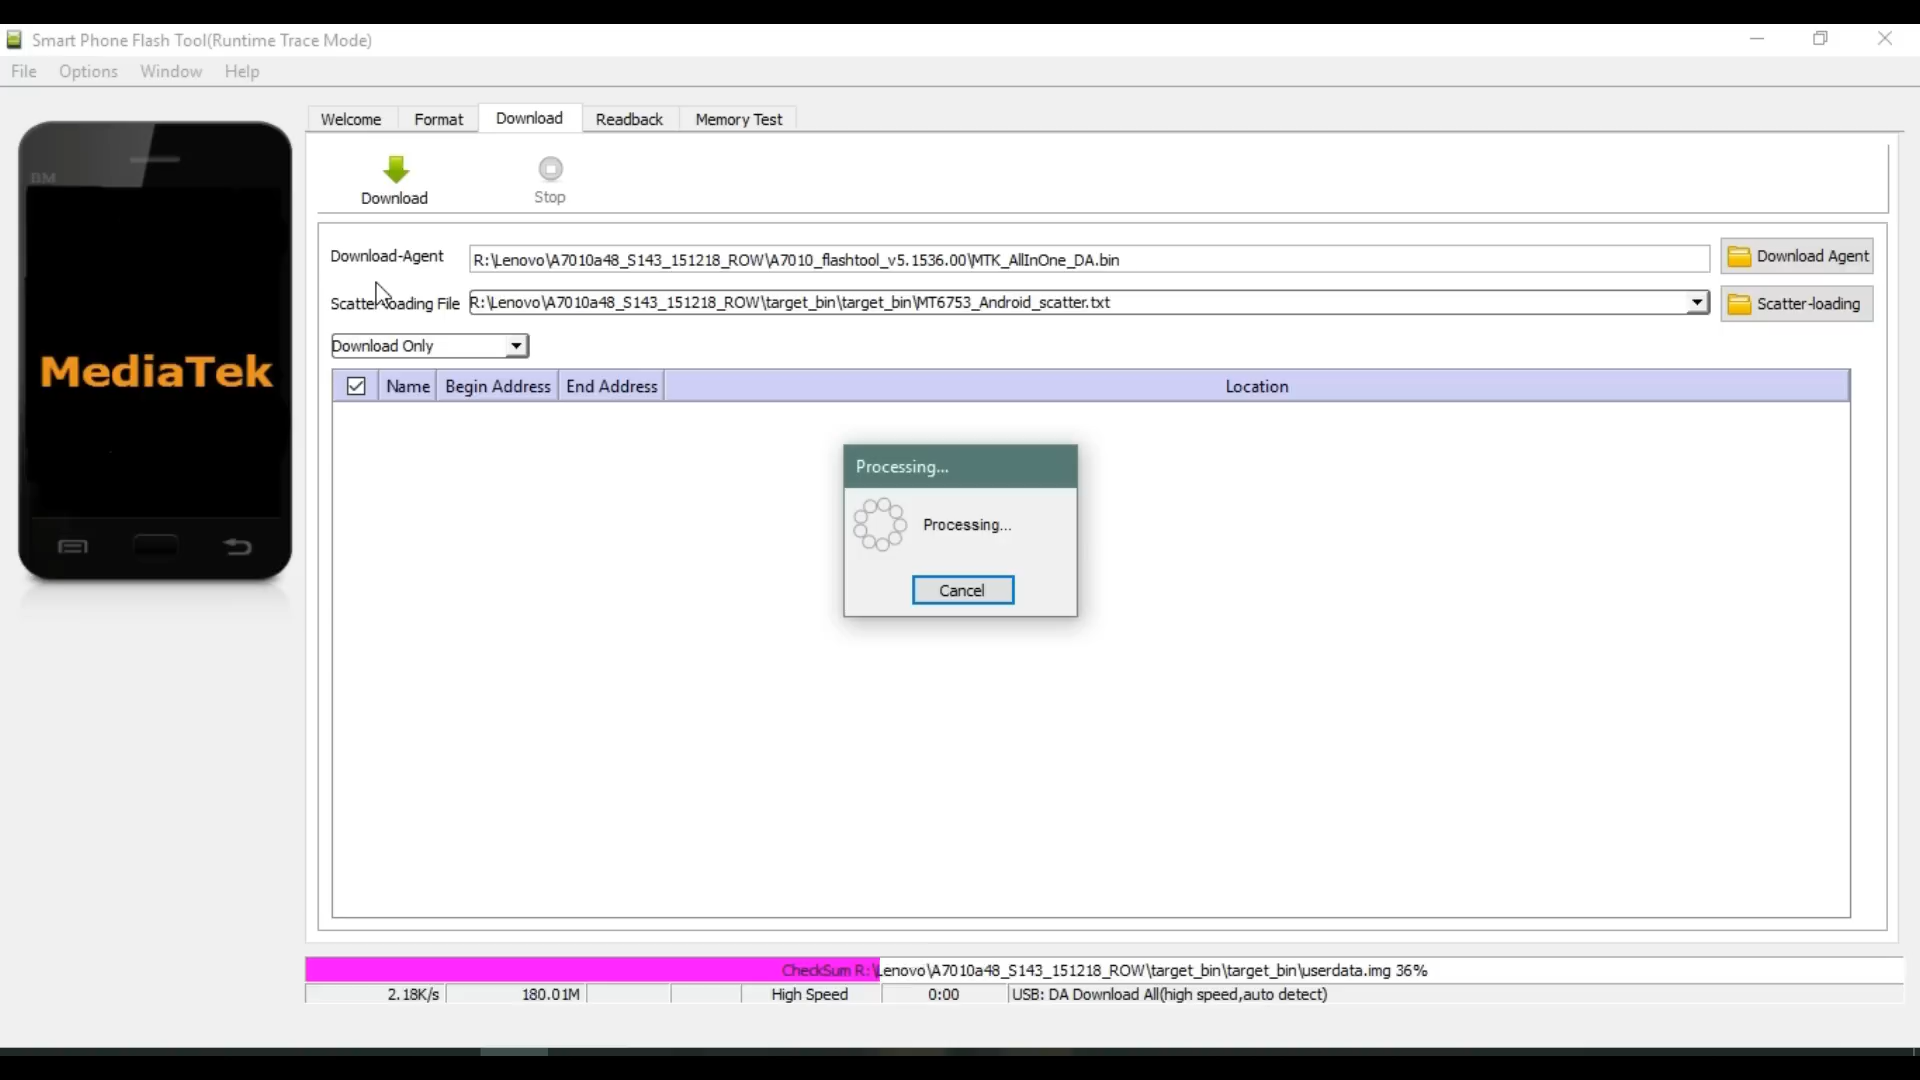 Smart Phone Flash Tool(Runtime Trace Mode)
File Options Window Help
Welcome Format Download Readback Memory Test
BM
Download Stop
Download-Agent R:\Lenovo\A7010a48_S143_151218_ROW\A7010_flashtool_v5.1536.00\MTK_AllInOne_DA.bin Download Agent
Scatter-loading File R:\Lenovo\A7010a48_S143_151218_ROW\target_bin\target_bin\MT6753_Android_scatter.txt Scatter-loading
Download Only
MediaTek
Name Begin Address End Address Location
Processing...
Processing...
Cancel
CheckSum R:\Lenovo\A7010a48_S143_151218_ROW\target_bin\target_bin\userdata.img 36%
2.18K/s 180.01M High Speed 0:00 USB: DA Download All(high speed,auto detect)